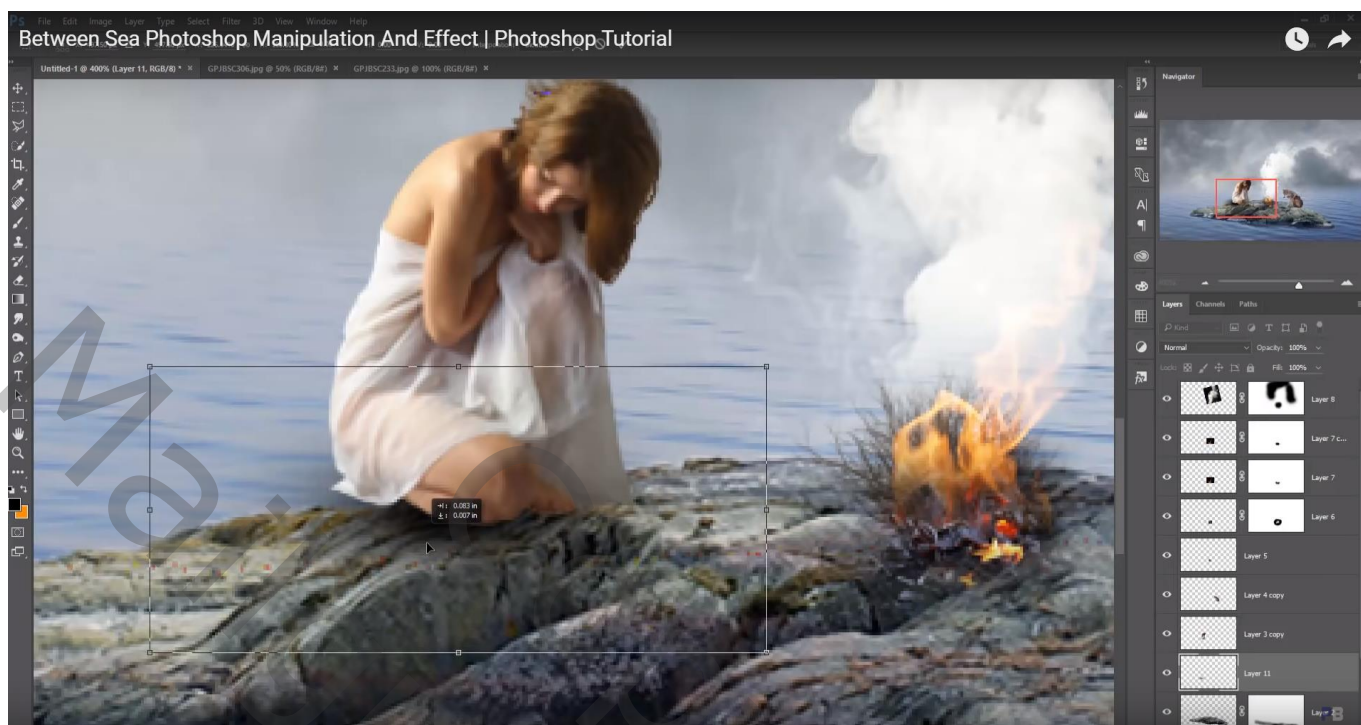 Ps File Edit Image Layer Type Select Filter 3D View Window Help
Between Sea Photoshop Manipulation And Effect | Photoshop Tutorial
Untitled-1 @ 400% (Layer 11, RGB/8) * × GPJBSC306.jpg @ 50% (RGB/8#) × GPJBSC233.jpg @ 100% (RGB/8#) ×
Navigator
Layers Channels Paths
Kind
Normal Opacity: 100%
Lock: Fill: 100%
Layer 8
Layer 7 c...
Layer 7
Layer 6
Layer 5
Layer 4 copy
Layer 3 copy
Layer 11
0.083 in
0.007 in